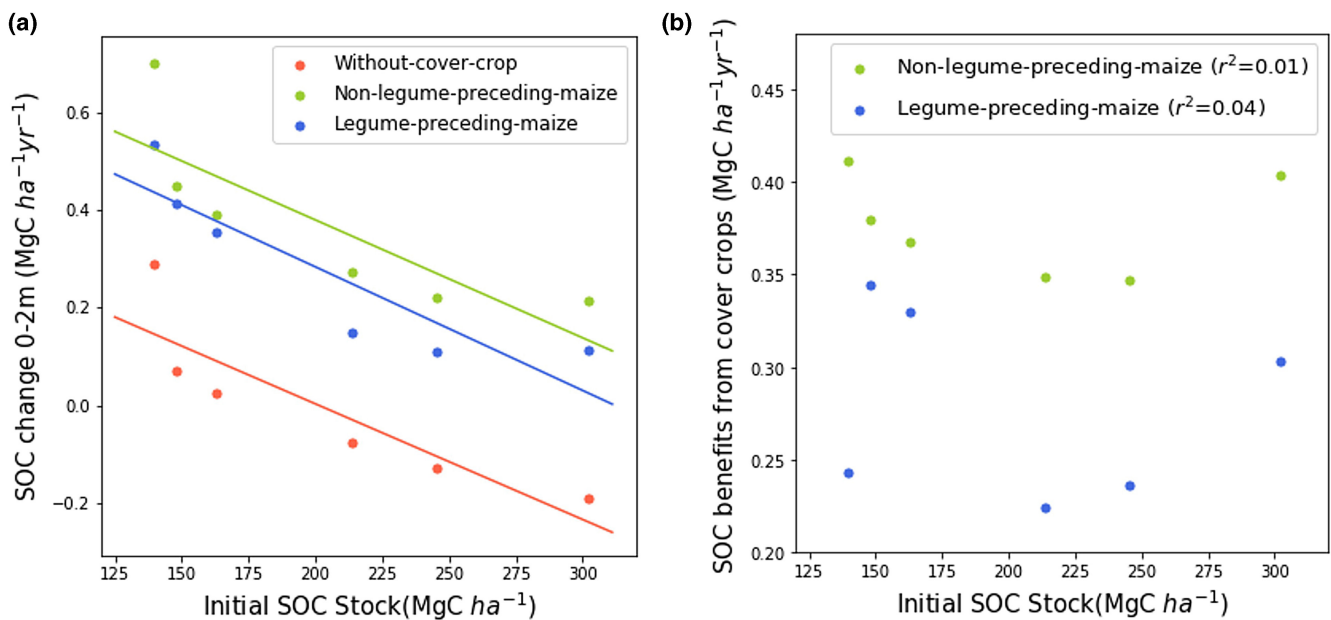 (a)
Without-cover-crop
Non-legume-preceding-maize
Legume-preceding-maize
SOC change 0-2m (MgC ha⁻¹yr⁻¹)
0.6
0.4
0.2
0.0
−0.2
125 150 175 200 225 250 275 300
Initial SOC Stock(MgC ha⁻¹)
(b)
Non-legume-preceding-maize (r²=0.01)
Legume-preceding-maize (r²=0.04)
SOC benefits from cover crops (MgC ha⁻¹yr⁻¹)
0.45
0.40
0.35
0.30
0.25
0.20
125 150 175 200 225 250 275 300
Initial SOC Stock(MgC ha⁻¹)